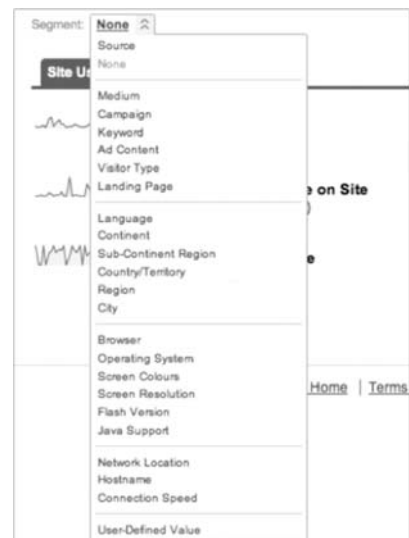 Segment: None
Source
None
Site Us
Medium
Campaign
Keyword
Ad Content
Visitor Type
Landing Page
e on Site
)
Language
Continent
Sub-Continent Region
Country/Territory
e
Region
City
Browser
Operating System
Screen Colours
Screen Resolution
Home | Terms
Flash Version
Java Support
Network Location
Hostname
Connection Speed
User-Defined Value